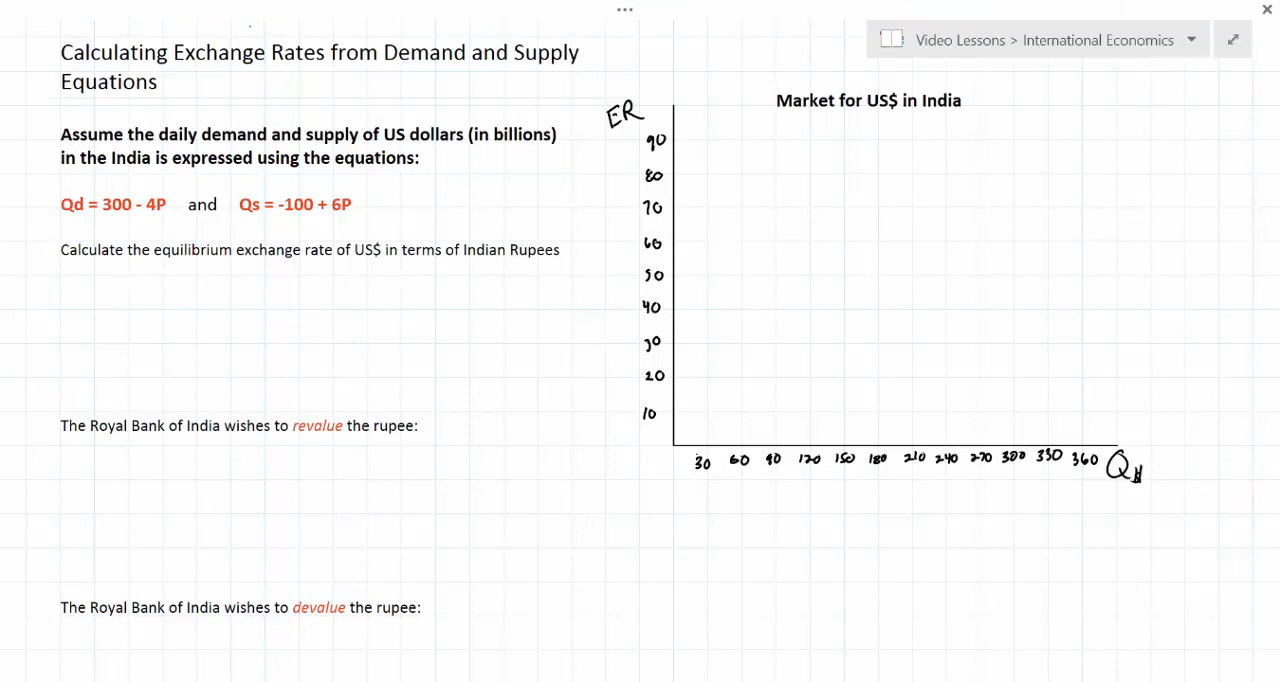 Calculating Exchange Rates from Demand and Supply
Equations
Video Lessons > International Economics
Assume the daily demand and supply of US dollars (in billions)
in the India is expressed using the equations:
Qd = 300 - 4P and Qs = -100 + 6P
Calculate the equilibrium exchange rate of US$ in terms of Indian Rupees
The Royal Bank of India wishes to revalue the rupee:
The Royal Bank of India wishes to devalue the rupee:
Market for US$ in India
ER
90
80
70
60
50
40
30
20
10
30 60 90 120 150 180 210 240 270 300 330 360 Q$